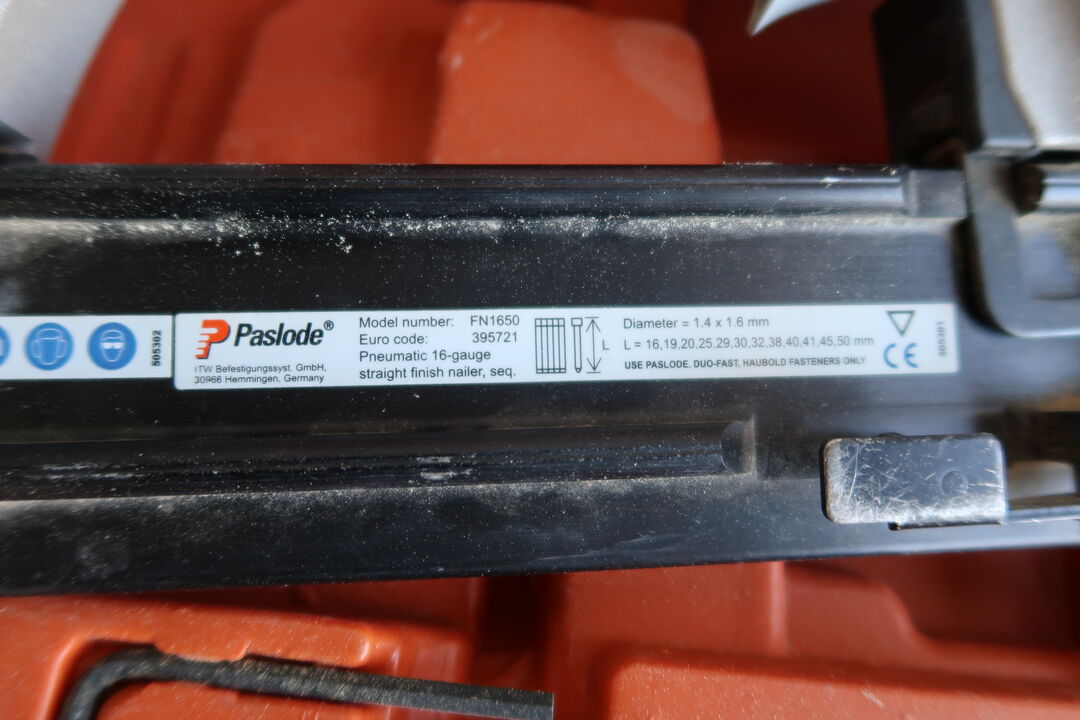 505302
Paslode®
ITW Befestigungssyst. GmbH,
30966 Hemmingen, Germany
Model number: FN1650
Euro code: 395721
Pneumatic 16-gauge
straight finish nailer, seq.
L
Diameter = 1.4 x 1.6 mm
L = 16,19,20,25,29,30,32,38,40,41,45,50 mm
USE PASLODE, DUO-FAST, HAUBOLD FASTENERS ONLY
CE
505301